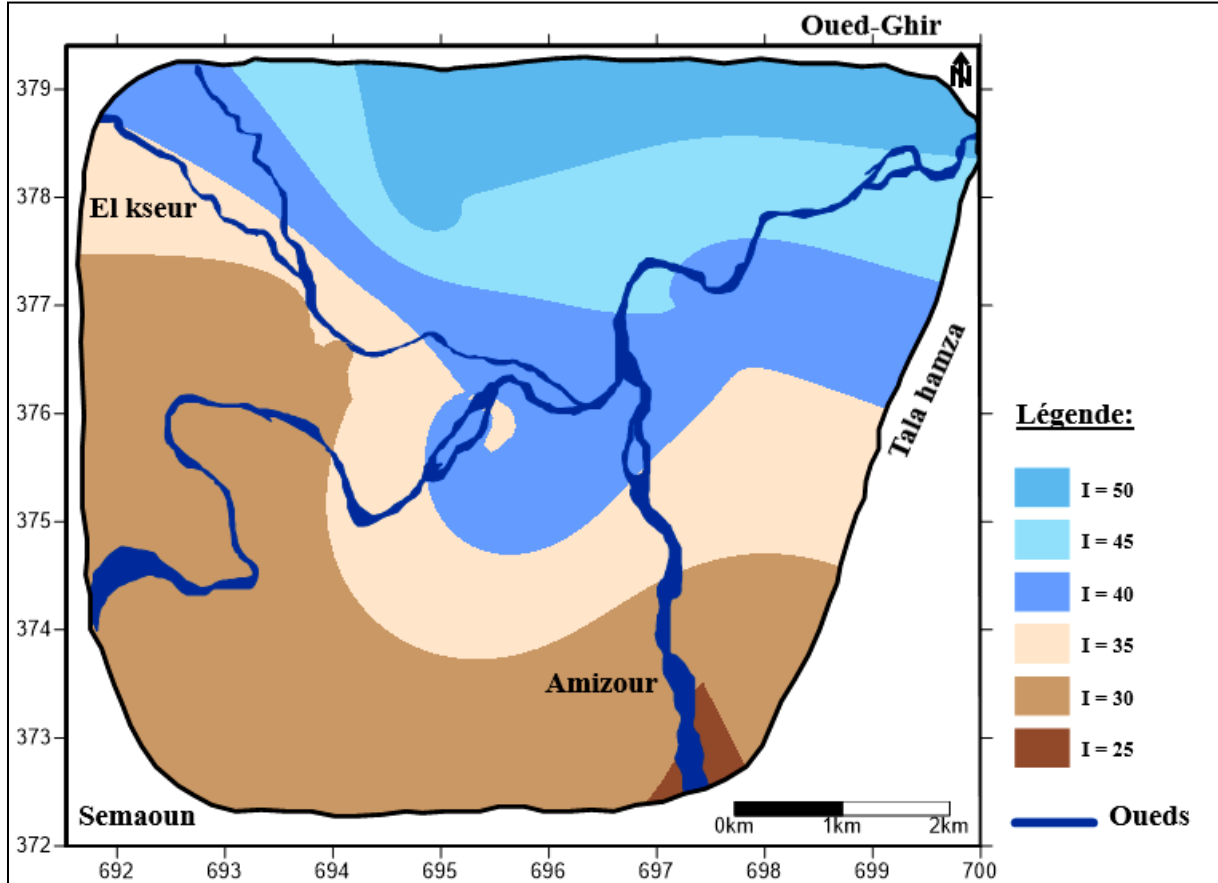 Oued-Ghir
N
379
378
377
376
375
374
373
372
El kseur
Tala hamza
Amizour
Semaoun
0km 1km 2km
692 693 694 695 696 697 698 699 700
Légende:
I = 50
I = 45
I = 40
I = 35
I = 30
I = 25
Oueds